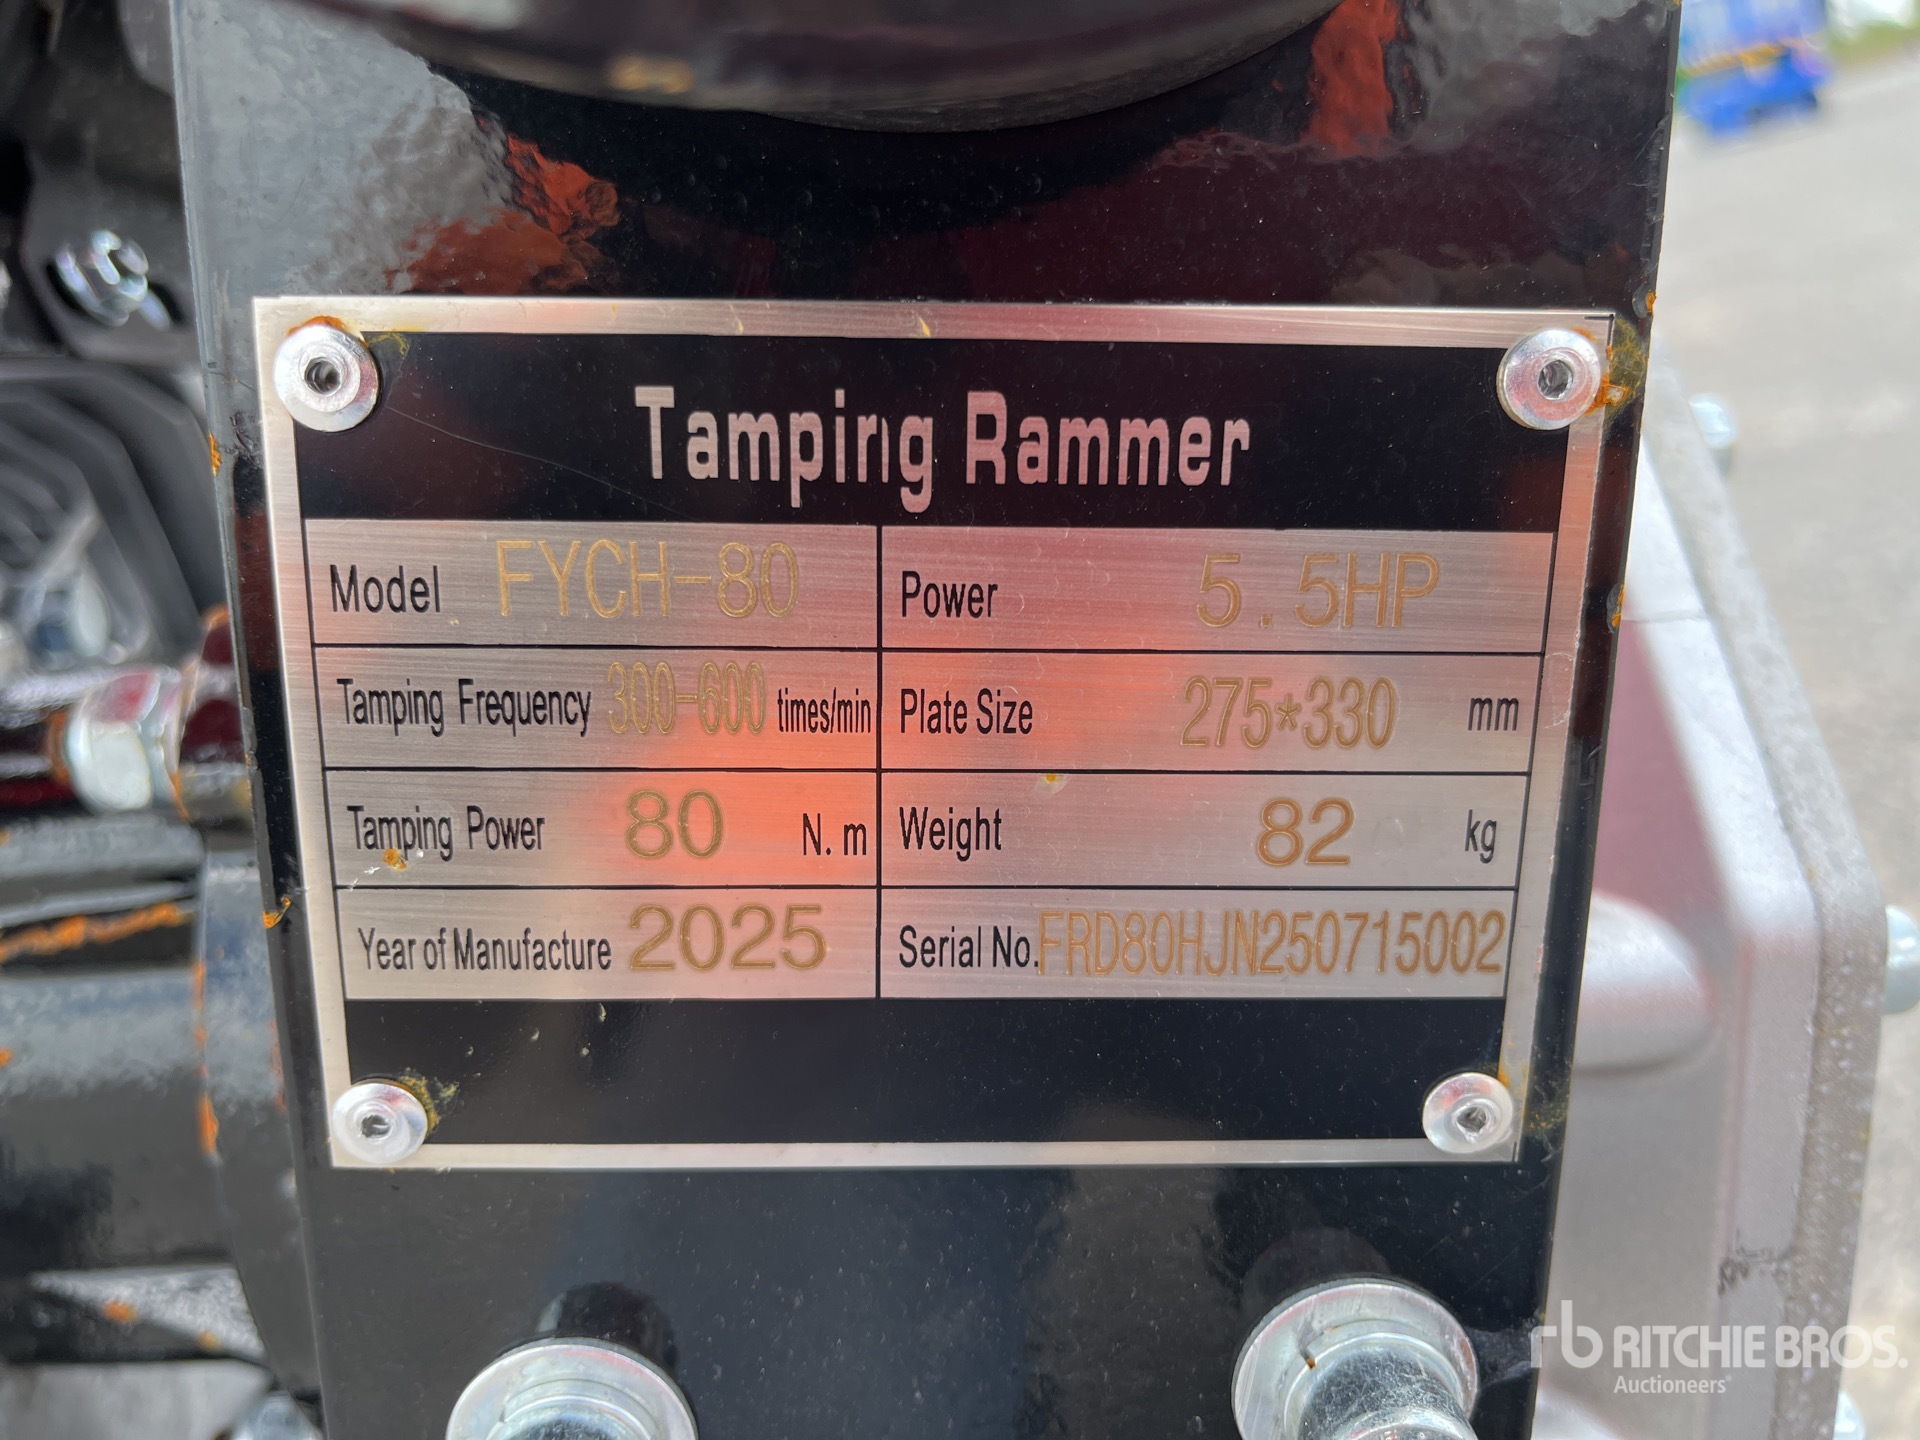 Tamping Rammer
Model FYCH-80 Power 5.5HP
Tamping Frequency 300-600 times/min Plate Size 275*330 mm
Tamping Power 80 N.m Weight 82 kg
Year of Manufacture 2025 Serial No. FRD80HJN250715002
rb RITCHIE BROS.
Auctioneers